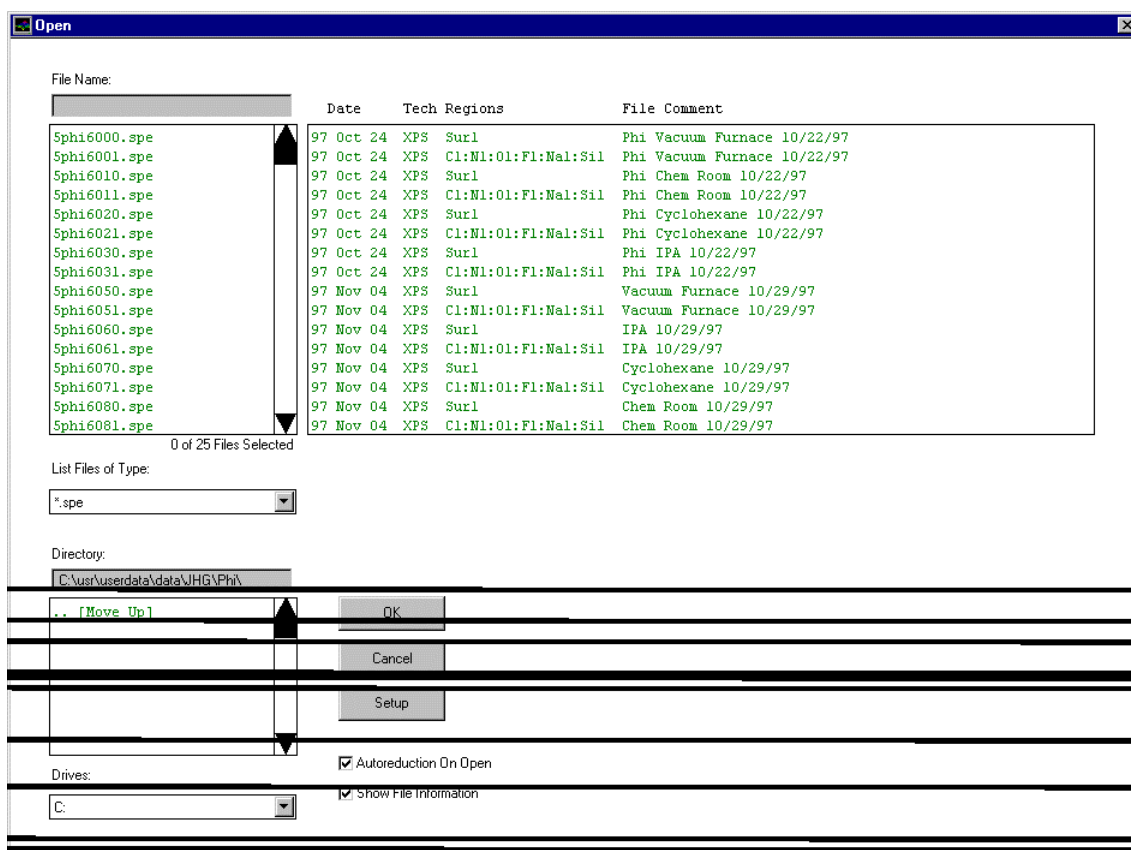 Open
File Name:
Date Tech Regions File Comment
5phi6000.spe 97 Oct 24 XPS Sur1 Phi Vacuum Furnace 10/22/97
5phi6001.spe 97 Oct 24 XPS C1:N1:O1:F1:Na1:Si1 Phi Vacuum Furnace 10/22/97
5phi6010.spe 97 Oct 24 XPS Sur1 Phi Chem Room 10/22/97
5phi6011.spe 97 Oct 24 XPS C1:N1:O1:F1:Na1:Si1 Phi Chem Room 10/22/97
5phi6020.spe 97 Oct 24 XPS Sur1 Phi Cyclohexane 10/22/97
5phi6021.spe 97 Oct 24 XPS C1:N1:O1:F1:Na1:Si1 Phi Cyclohexane 10/22/97
5phi6030.spe 97 Oct 24 XPS Sur1 Phi IPA 10/22/97
5phi6031.spe 97 Oct 24 XPS C1:N1:O1:F1:Na1:Si1 Phi IPA 10/22/97
5phi6050.spe 97 Nov 04 XPS Sur1 Vacuum Furnace 10/29/97
5phi6051.spe 97 Nov 04 XPS C1:N1:O1:F1:Na1:Si1 Vacuum Furnace 10/29/97
5phi6060.spe 97 Nov 04 XPS Sur1 IPA 10/29/97
5phi6061.spe 97 Nov 04 XPS C1:N1:O1:F1:Na1:Si1 IPA 10/29/97
5phi6070.spe 97 Nov 04 XPS Sur1 Cyclohexane 10/29/97
5phi6071.spe 97 Nov 04 XPS C1:N1:O1:F1:Na1:Si1 Cyclohexane 10/29/97
5phi6080.spe 97 Nov 04 XPS Sur1 Chem Room 10/29/97
5phi6081.spe 97 Nov 04 XPS C1:N1:O1:F1:Na1:Si1 Chem Room 10/29/97
0 of 25 Files Selected
List Files of Type:
*.spe
Directory:
C:\usr\userdata\data\JHG\Phi\
.. [Move Up]
OK
Cancel
Setup
Autoreduction On Open
Show File Information
Drives:
C: